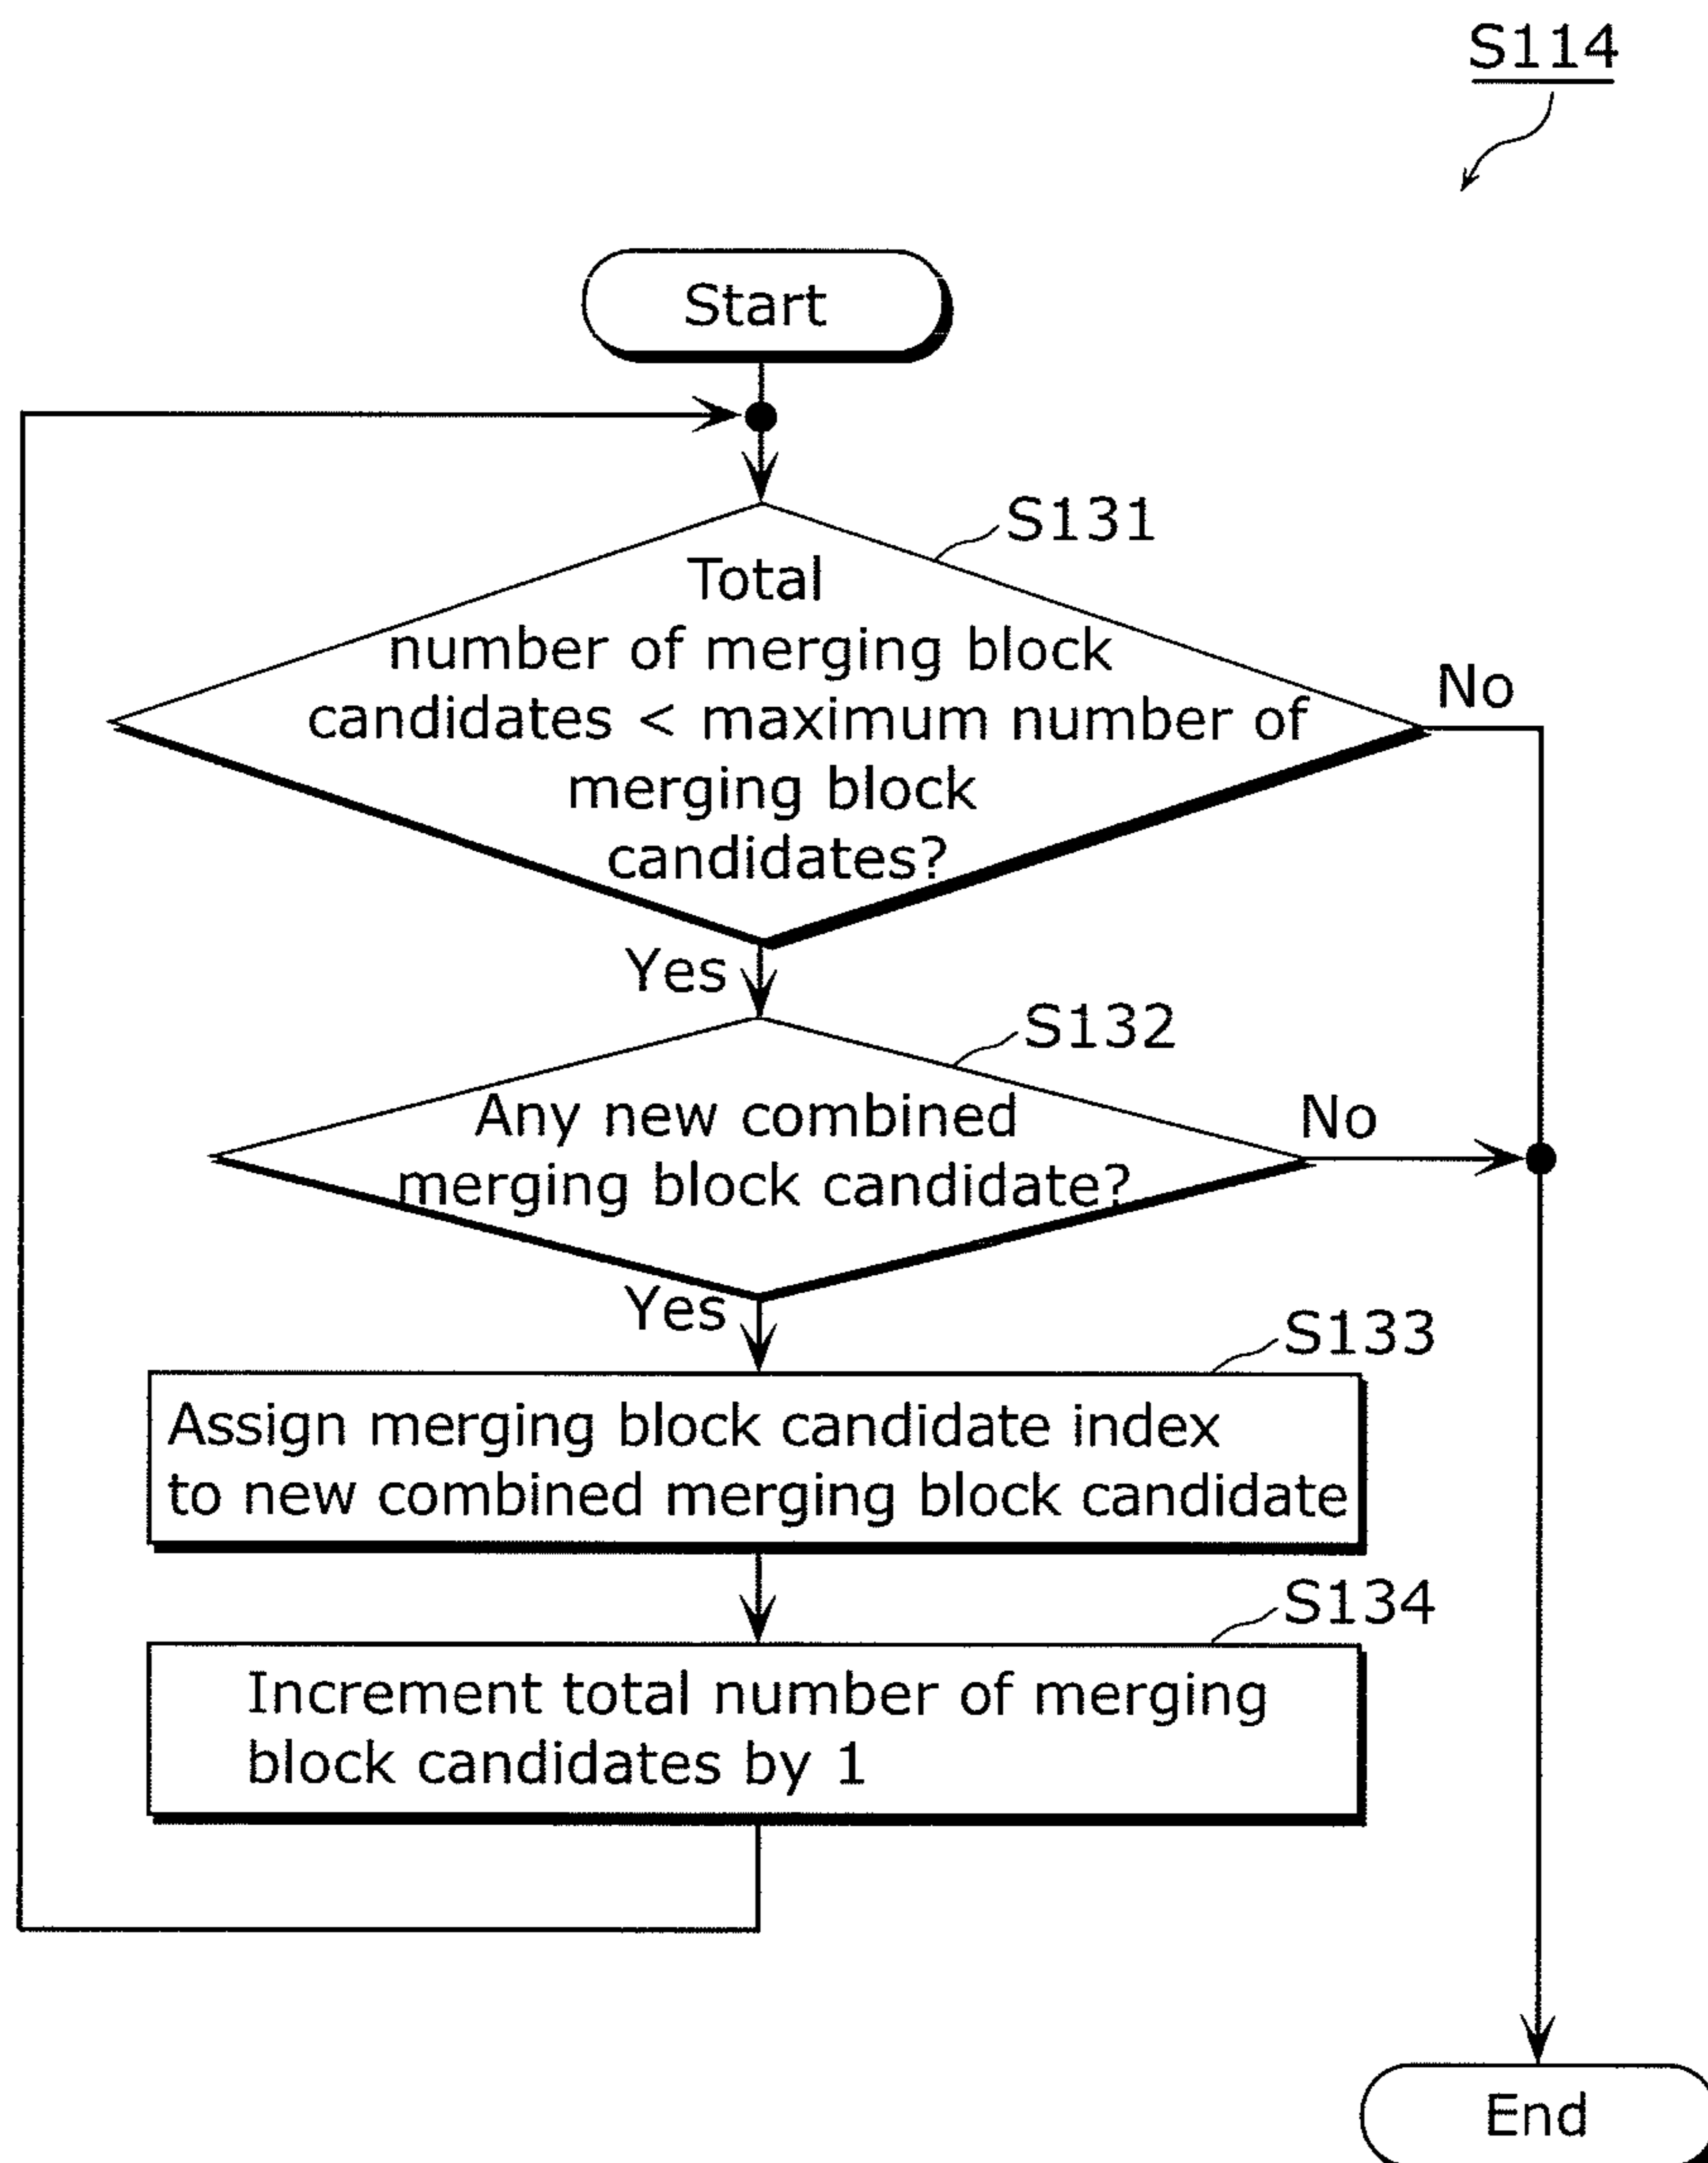 S114
Start
S131
Total
number of merging block
candidates < maximum number of
merging block
candidates?
No
Yes
S132
Any new combined
merging block candidate?
No
Yes
S133
Assign merging block candidate index
to new combined merging block candidate
S134
Increment total number of merging
block candidates by 1
End